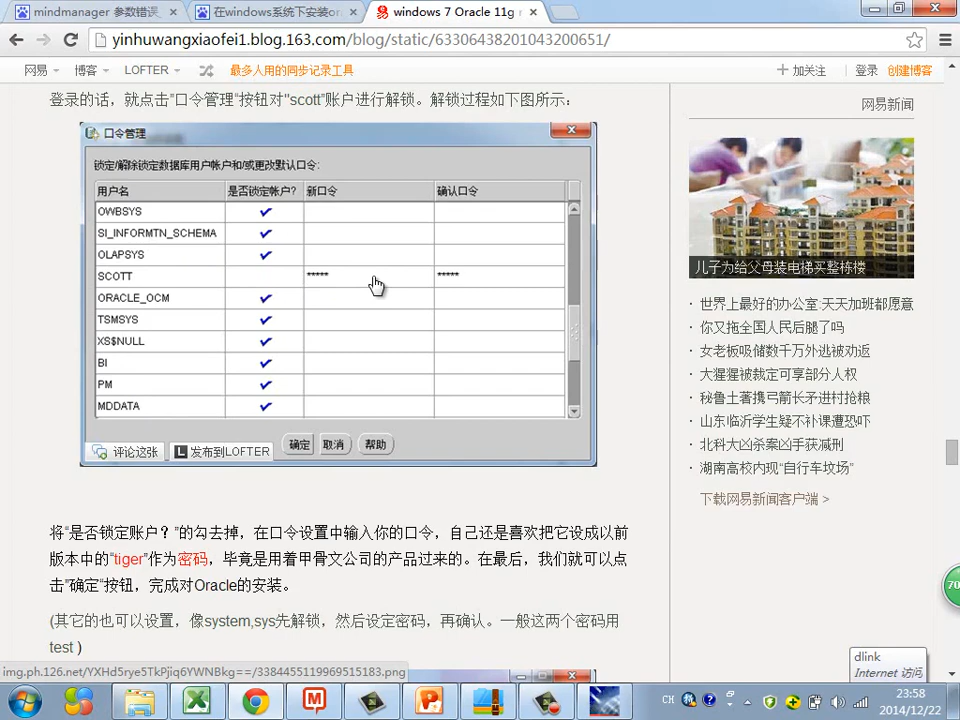 mindmanager 参数错误_
在windows系统下安装or
windows 7 Oracle 11g r
yinhuwangxiaofei1.blog.163.com/blog/static/63306438201043200651/
网易 博客 LOFTER 最多人用的同步记录工具 加关注 登录 创建博客
登录的话，就点击"口令管理"按钮对"scott"账户进行解锁。解锁过程如下图所示：
口令管理
锁定/解除锁定数据库用户帐户和/或更改默认口令:
用户名 是否锁定帐户? 新口令 确认口令
OWBSYS
SI_INFORMTN_SCHEMA
OLAPSYS
SCOTT ***** *****
ORACLE_OCM
TSMSYS
XS$NULL
BI
PM
MDDATA
评论这张 L 发布到LOFTER 确定 取消 帮助
将"是否锁定账户？"的勾去掉，在口令设置中输入你的口令，自己还是喜欢把它设成以前
版本中的"tiger"作为密码，毕竟是用着甲骨文公司的产品过来的。在最后，我们就可以点
击"确定"按钮，完成对Oracle的安装。
(其它的也可以设置，像system,sys先解锁，然后设定密码，再确认。一般这两个密码用
test )
网易新闻
儿子为给父母装电梯买整栋楼
· 世界上最好的办公室:天天加班都愿意
· 你又拖全国人民后腿了吗
· 女老板吸储数千万外逃被劝返
· 大猩猩被裁定可享部分人权
· 秘鲁土著携弓箭长矛进村抢粮
· 山东临沂学生疑不补课遭恐吓
· 北科大凶杀案凶手获减刑
· 湖南高校内现"自行车坟场"
下载网易新闻客户端 >
70
dlink
Internet 访问
img.ph.126.net/YXHd5rye5TkPjiq6YWNBkg==/3384455119969515183.png
CH
23:58
2014/12/22